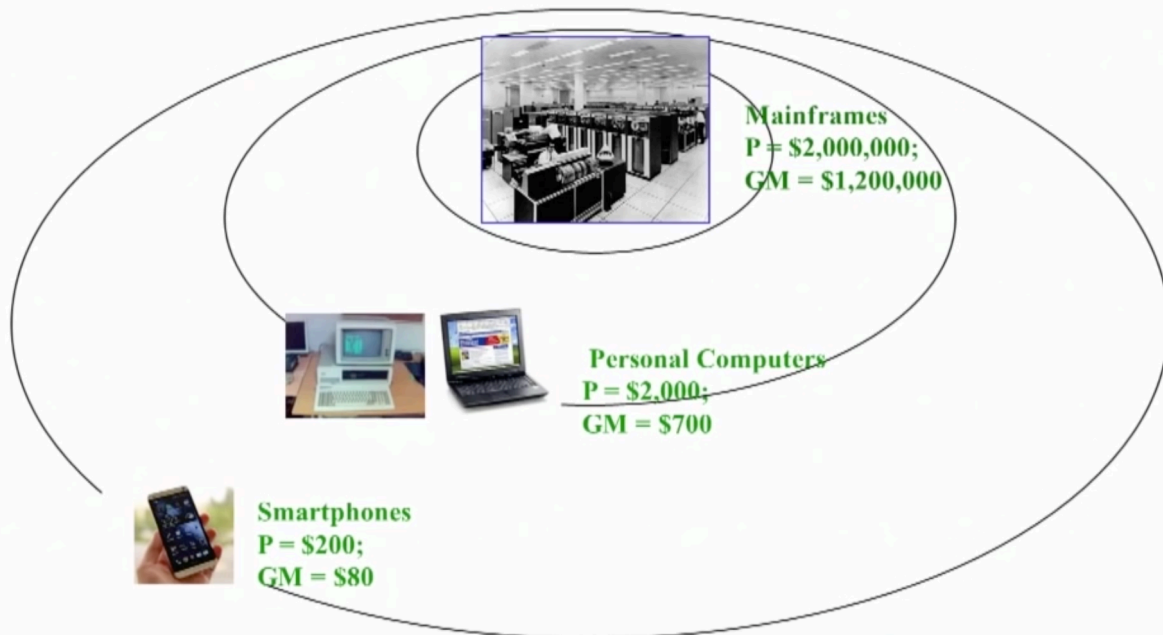 Mainframes
P = $2,000,000;
GM = $1,200,000
Personal Computers
P = $2,000;
GM = $700
Smartphones
P = $200;
GM = $80